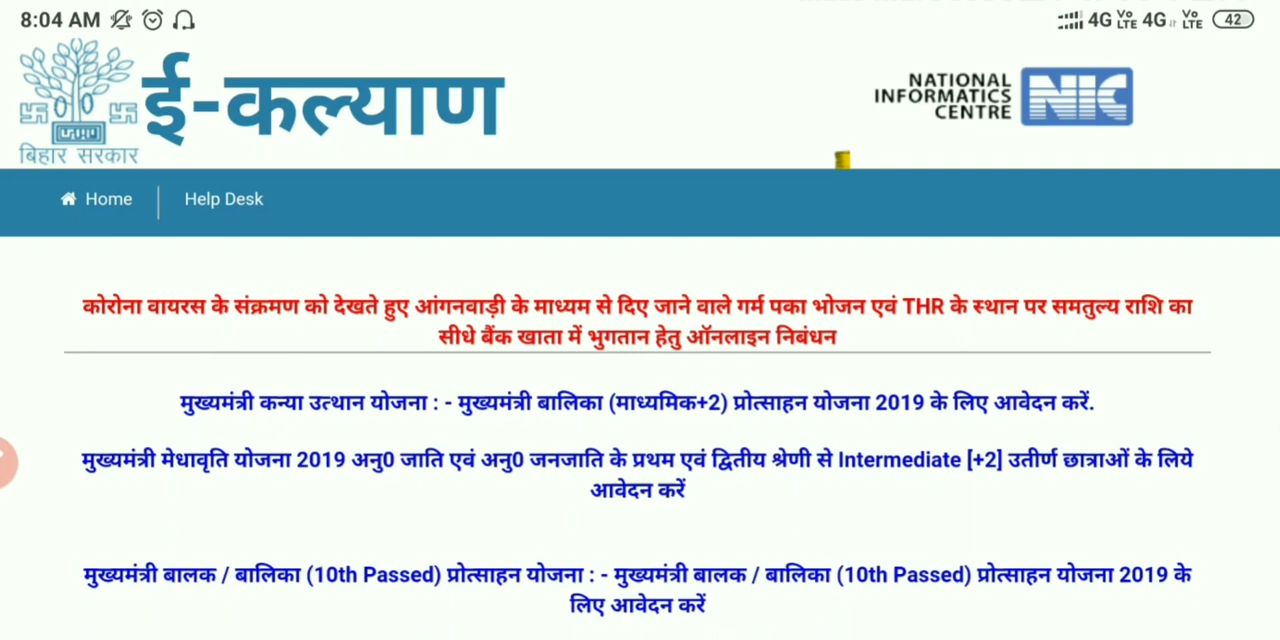 8:04 AM 4G Vo LTE 4G Vo LTE 42
ई-कल्याण
बिहार सरकार
NATIONAL
INFORMATICS
CENTRE
NIC
Home Help Desk
कोरोना वायरस के संक्रमण को देखते हुए आंगनवाड़ी के माध्यम से दिए जाने वाले गर्म पका भोजन एवं THR के स्थान पर समतुल्य राशि का
सीधे बैंक खाता में भुगतान हेतु ऑनलाइन निबंधन
मुख्यमंत्री कन्या उत्थान योजना : - मुख्यमंत्री बालिका (माध्यमिक+2) प्रोत्साहन योजना 2019 के लिए आवेदन करें.
मुख्यमंत्री मेधावृति योजना 2019 अनु0 जाति एवं अनु0 जनजाति के प्रथम एवं द्वितीय श्रेणी से Intermediate [+2] उतीर्ण छात्राओं के लिये
आवेदन करें
मुख्यमंत्री बालक / बालिका (10th Passed) प्रोत्साहन योजना : - मुख्यमंत्री बालक / बालिका (10th Passed) प्रोत्साहन योजना 2019 के
लिए आवेदन करें